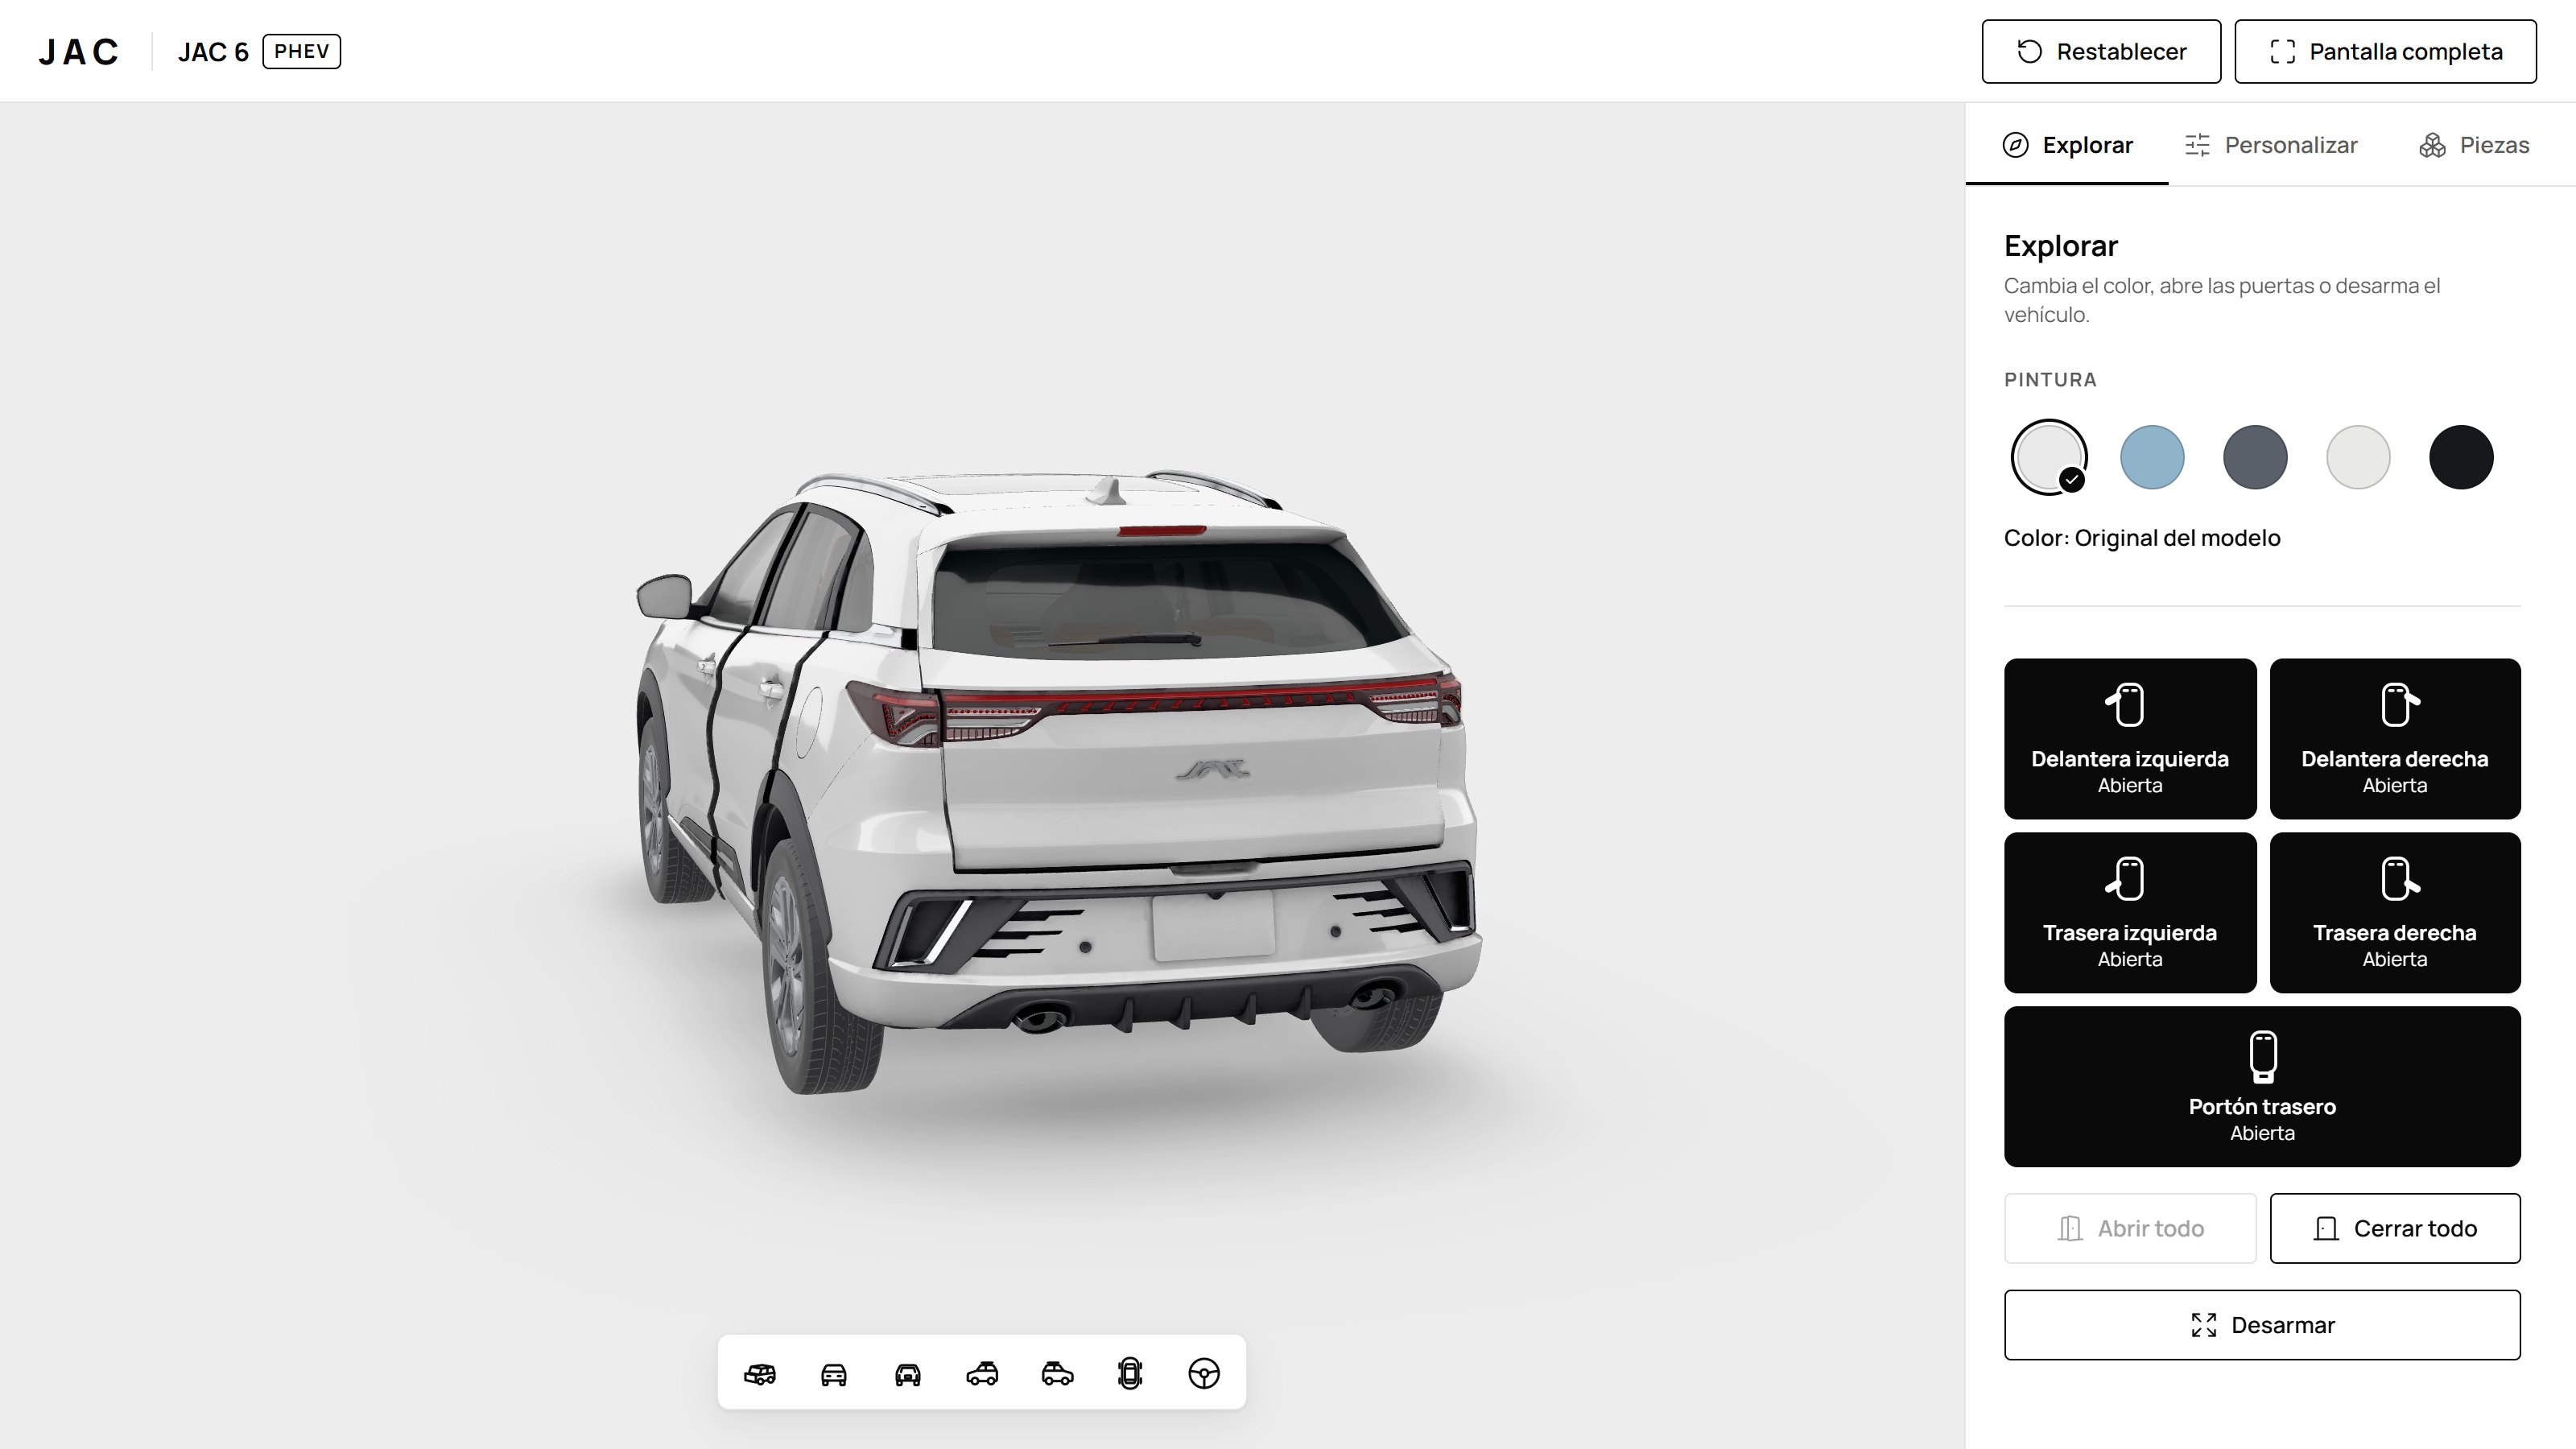 JAC
JAC 6
PHEV
Restablecer
Pantalla completa
Explorar
Personalizar
Piezas
Explorar
Cambia el color, abre las puertas o desarma el
vehículo.
PINTURA
Color: Original del modelo
JAC
Delantera izquierda
Abierta
Delantera derecha
Abierta
Trasera izquierda
Abierta
Trasera derecha
Abierta
Portón trasero
Abierta
Abrir todo
Cerrar todo
Desarmar